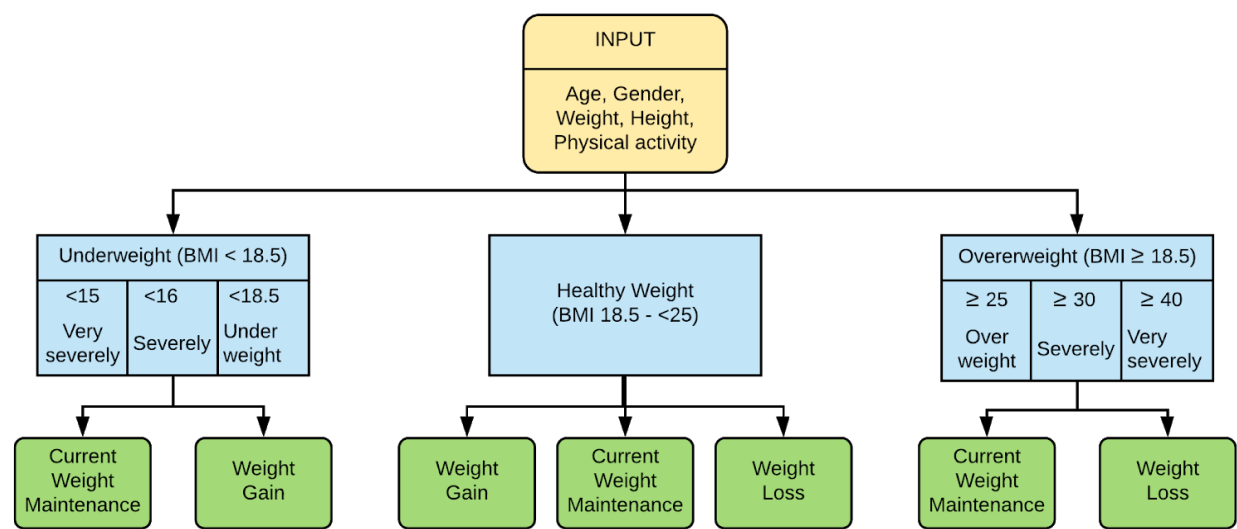 INPUT
Age, Gender,
Weight, Height,
Physical activity
Underweight (BMI < 18.5)
<15
Very
severely
<16
Severely
<18.5
Under
weight
Healthy Weight
(BMI 18.5 - <25)
Overerweight (BMI ≥ 18.5)
≥ 25
Over
weight
≥ 30
Severely
≥ 40
Very
severely
Current
Weight
Maintenance
Weight
Gain
Weight
Gain
Current
Weight
Maintenance
Weight
Loss
Current
Weight
Maintenance
Weight
Loss